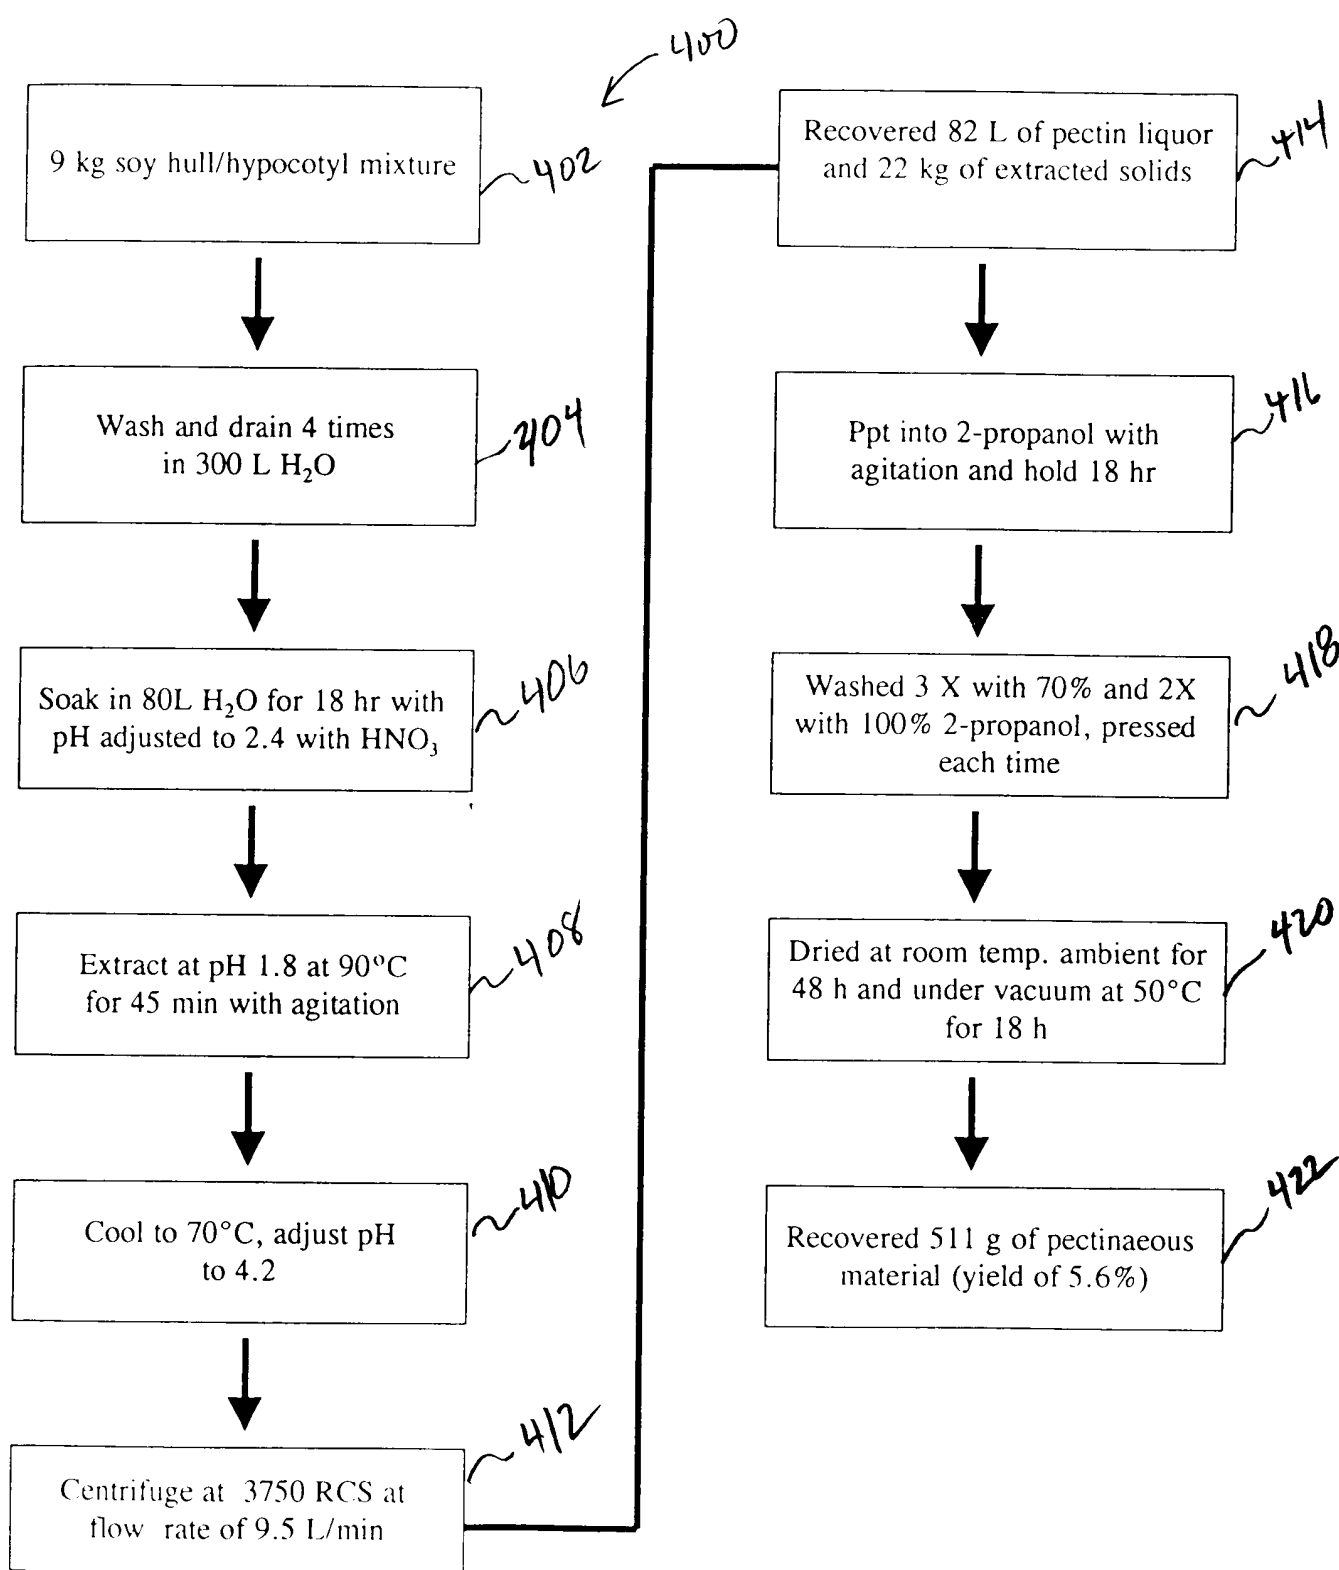 400
9 kg soy hull/hypocotyl mixture
402
Wash and drain 4 times
in 300 L H₂O
404
Soak in 80L H₂O for 18 hr with
pH adjusted to 2.4 with HNO₃
406
Extract at pH 1.8 at 90°C
for 45 min with agitation
408
Cool to 70°C, adjust pH
to 4.2
410
Centrifuge at 3750 RCS at
flow rate of 9.5 L/min
412
Recovered 82 L of pectin liquor
and 22 kg of extracted solids
414
Ppt into 2-propanol with
agitation and hold 18 hr
416
Washed 3 X with 70% and 2X
with 100% 2-propanol, pressed
each time
418
Dried at room temp. ambient for
48 h and under vacuum at 50°C
for 18 h
420
Recovered 511 g of pectinaeous
material (yield of 5.6%)
422